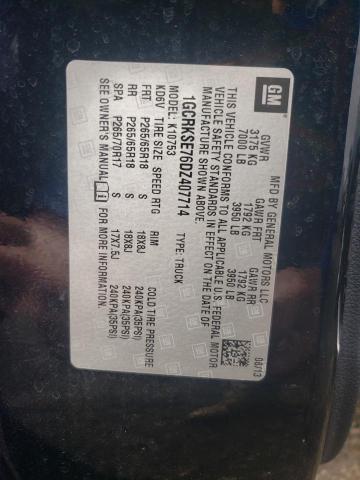 GM
MFD BY GENERAL MOTORS LLC 06/13
GVWR GAWR FRT GAWR RR
3175 KG 1792 KG 1792 KG
7000 LB 3950 LB 3950 LB
THIS VEHICLE CONFORMS TO ALL APPLICABLE U.S. FEDERAL MOTOR
VEHICLE SAFETY STANDARDS IN EFFECT ON THE DATE OF
MANUFACTURE SHOWN ABOVE.
1GCRKSE76DZ407714 TYPE: TRUCK
MODEL: K10753
KD6V TIRE SIZE SPEED RTG RIM COLD TIRE PRESSURE
FRT P265/65R18 S 18X8J 240KPA(35PSI)
RR P265/65R18 S 18X8J 240KPA(35PSI)
SPA P265/70R17 S 17X7.5J 240KPA(35PSI)
SEE OWNER'S MANUAL FOR MORE INFORMATION.